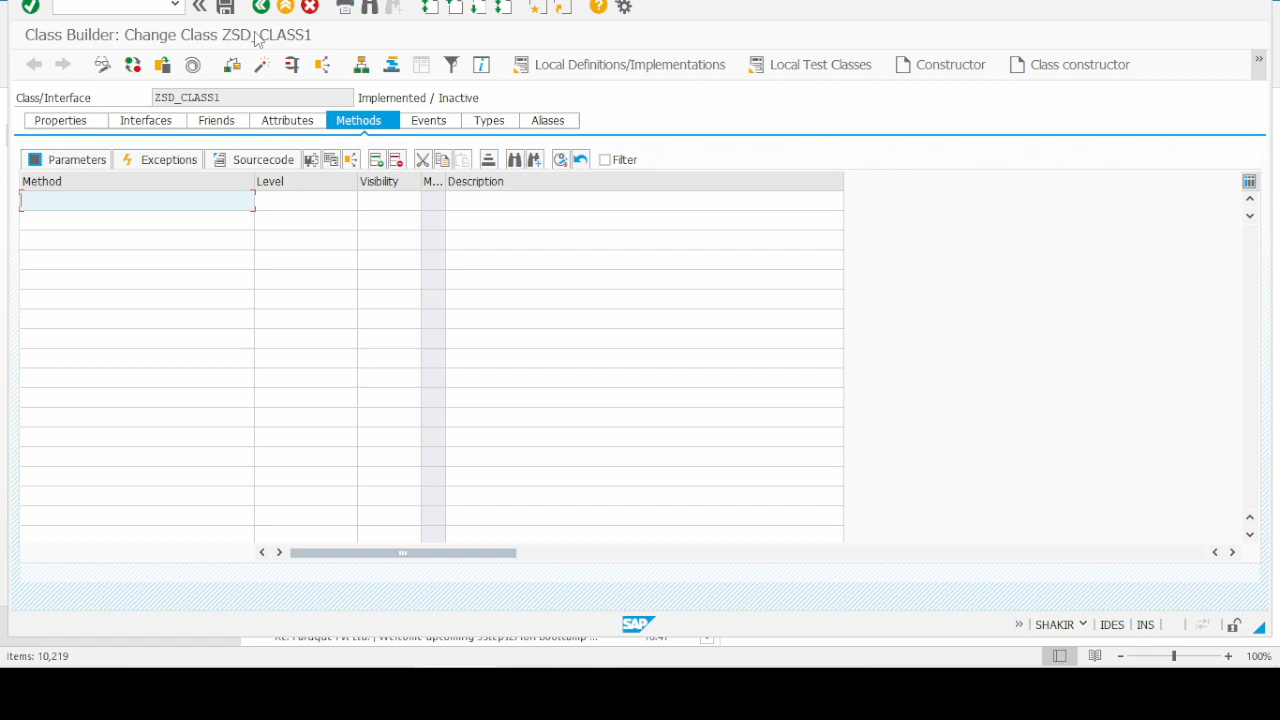 Class Builder: Change Class ZSD_CLASS1
Local Definitions/Implementations Local Test Classes Constructor Class constructor
Class/Interface ZSD_CLASS1 Implemented / Inactive
Properties Interfaces Friends Attributes Methods Events Types Aliases
Parameters Exceptions Sourcecode Filter
Method Level Visibility M... Description
SAP
SHAKIR IDES INS
Items: 10,219 100%